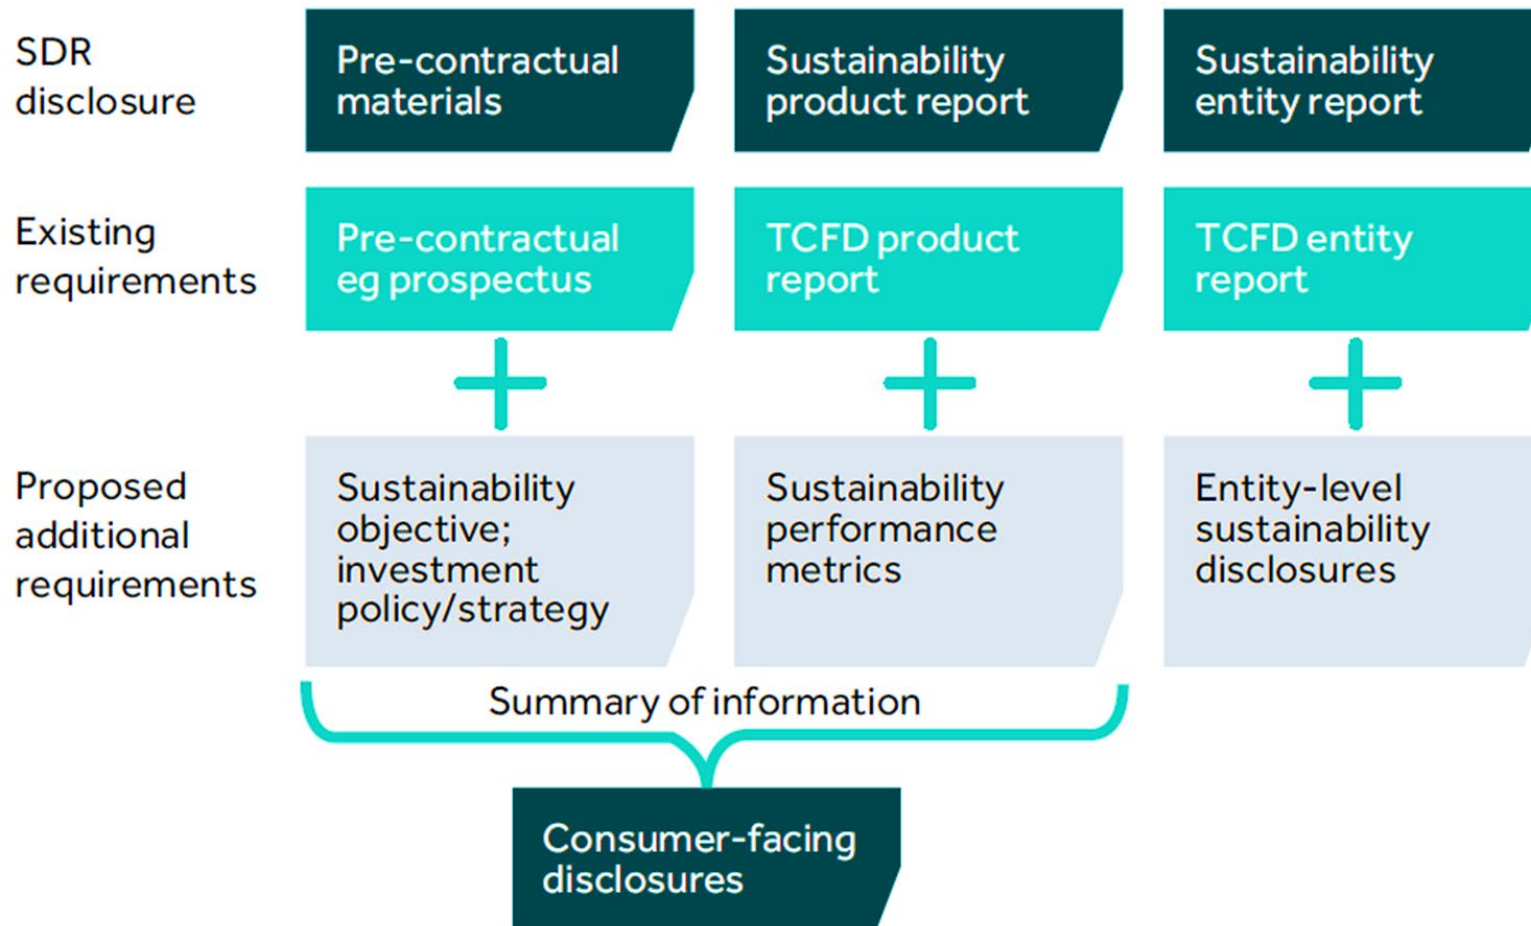 SDR
disclosure
Pre-contractual
materials
Sustainability
product report
Sustainability
entity report
Existing
requirements
Pre-contractual
eg prospectus
TCFD product
report
TCFD entity
report
Proposed
additional
requirements
Sustainability
objective;
investment
policy/strategy
Sustainability
performance
metrics
Entity-level
sustainability
disclosures
Summary of information
Consumer-facing
disclosures